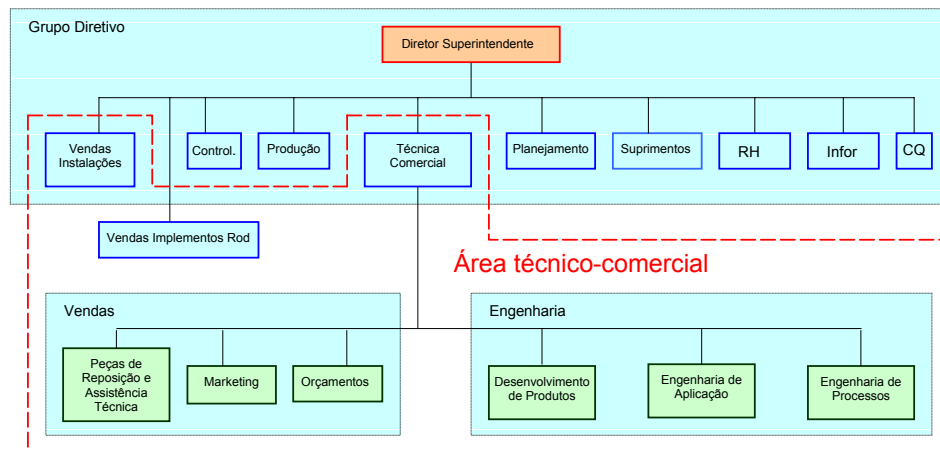 Grupo Diretivo
Diretor Superintendente
Vendas
Instalações
Control.
Produção
Técnica
Comercial
Planejamento
Suprimentos
RH
Infor
CQ
Vendas Implementos Rod
Área técnico-comercial
Vendas
Peças de
Reposição e
Assistência
Técnica
Marketing
Orçamentos
Engenharia
Desenvolvimento
de Produtos
Engenharia de
Aplicação
Engenharia de
Processos